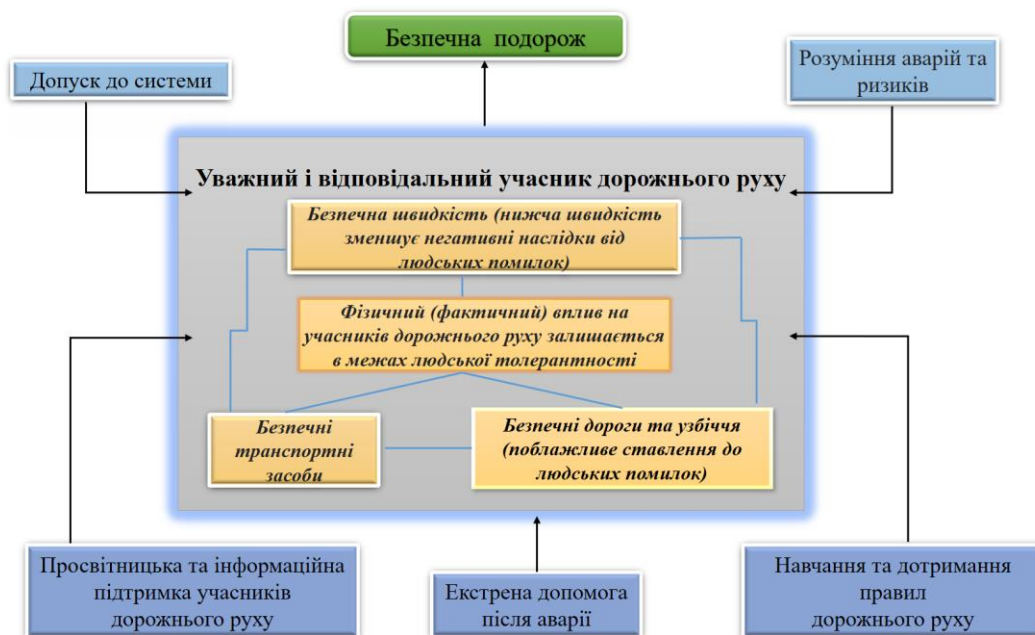 Безпечна подорож
Допуск до системи
Розуміння аварій та
ризиків
Уважний і відповідальний учасник дорожнього руху
Безпечна швидкість (нижча швидкість
зменшує негативні наслідки від
людських помилок)
Фізичний (фактичний) вплив на
учасників дорожнього руху залишається
в межах людської толерантності
Безпечні
транспортні
засоби
Безпечні дороги та узбіччя
(поблажливе ставлення до
людських помилок)
Просвітницька та інформаційна
підтримка учасників
дорожнього руху
Екстрена допомога
після аварії
Навчання та дотримання
правил
дорожнього руху